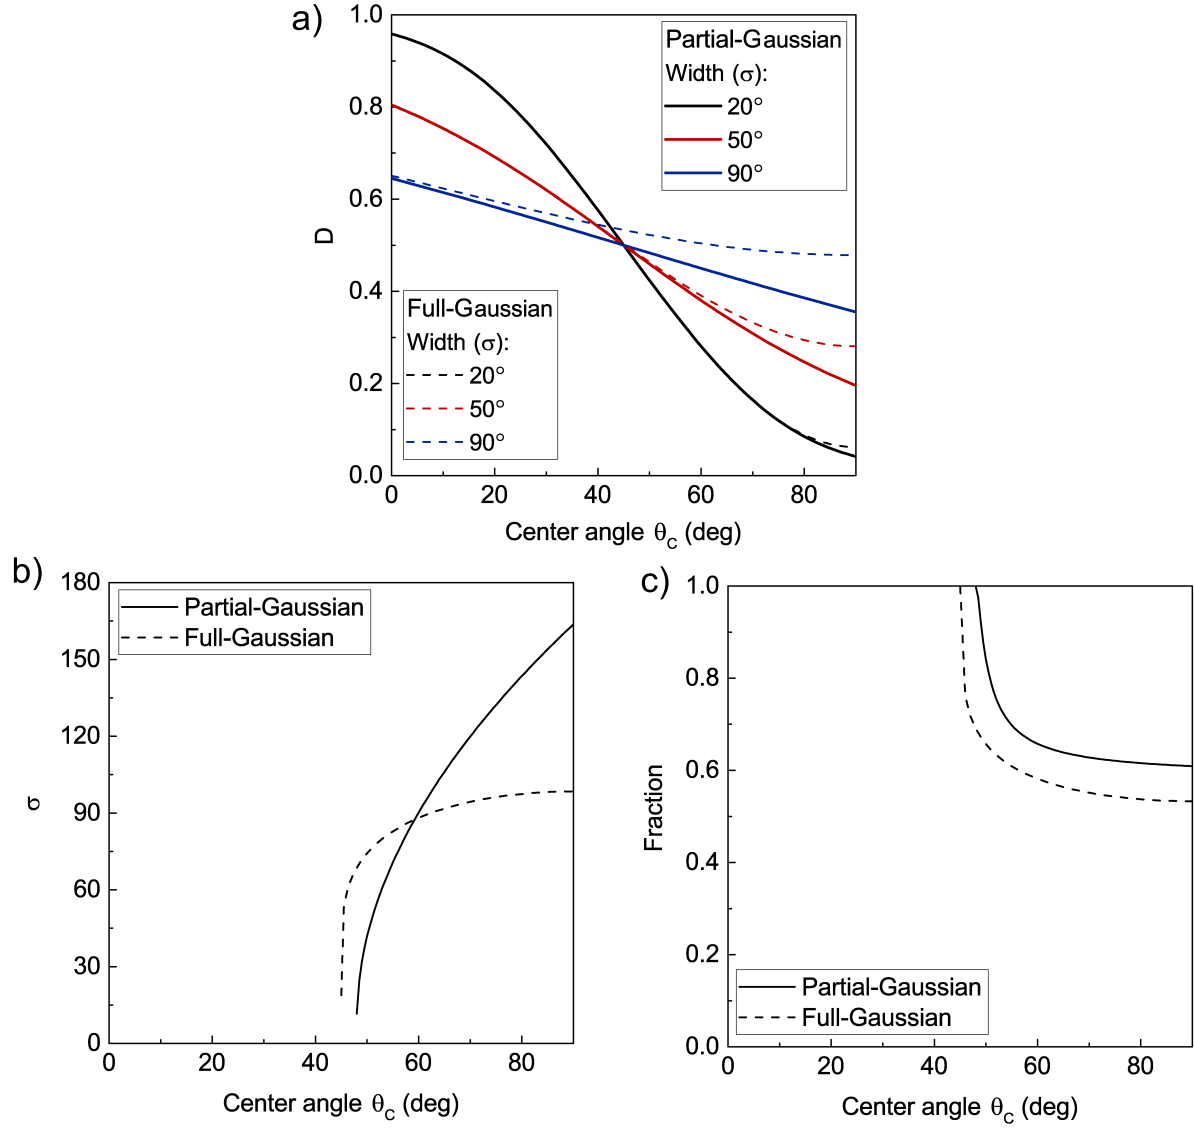 a)
1.0
0.8
0.6
0.4
0.2
0.0
D
Partial-Gaussian
Width (σ):
20°
50°
90°
Full-Gaussian
Width (σ):
20°
50°
90°
0 20 40 60 80
Center angle θC (deg)
b)
180
150
120
90
60
30
0
σ
Partial-Gaussian
Full-Gaussian
0 20 40 60 80
Center angle θC (deg)
c)
1.0
0.8
0.6
0.4
0.2
0.0
Fraction
Partial-Gaussian
Full-Gaussian
0 20 40 60 80
Center angle θC (deg)